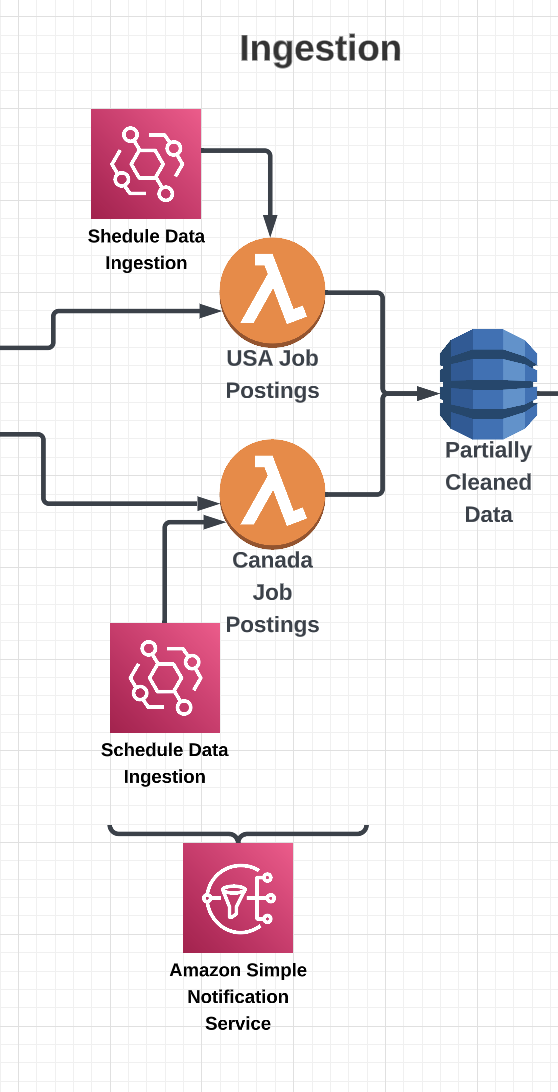 Ingestion
Shedule Data
Ingestion
USA Job
Postings
Partially
Cleaned
Data
Canada
Job
Postings
Schedule Data
Ingestion
Amazon Simple
Notification
Service